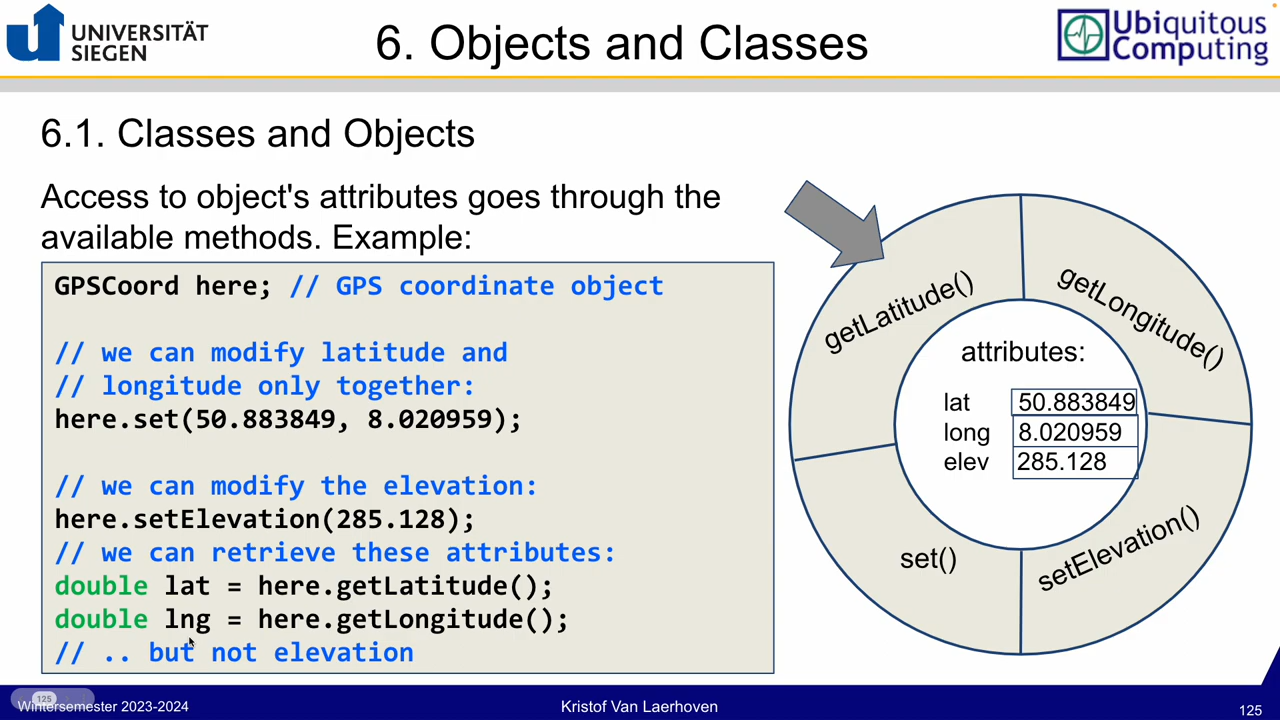 UNIVERSITÄT
SIEGEN
6. Objects and Classes
Ubiquitous
Computing
6.1. Classes and Objects
Access to object's attributes goes through the
available methods. Example:
GPSCoord here; // GPS coordinate object
// we can modify latitude and
// longitude only together:
here.set(50.883849, 8.020959);
// we can modify the elevation:
here.setElevation(285.128);
// we can retrieve these attributes:
double lat = here.getLatitude();
double lng = here.getLongitude();
// .. but not elevation
getLatitude()
getLongitude()
attributes:
lat 50.883849
long 8.020959
elev 285.128
set()
setElevation()
125
Wintersemester 2023-2024
Kristof Van Laerhoven
125